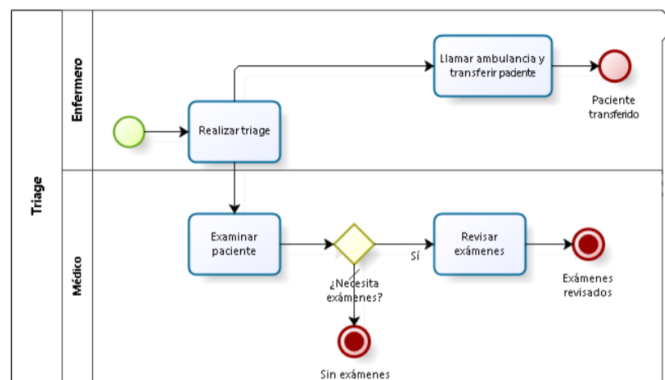 Triage
Enfermero
Médico
Llamar ambulancia y
transferir paciente
Paciente
transferido
Realizar triage
Examinar
paciente
¿Necesita
exámenes?
Sí
Revisar
exámenes
Exámenes
revisados
Sin exámenes